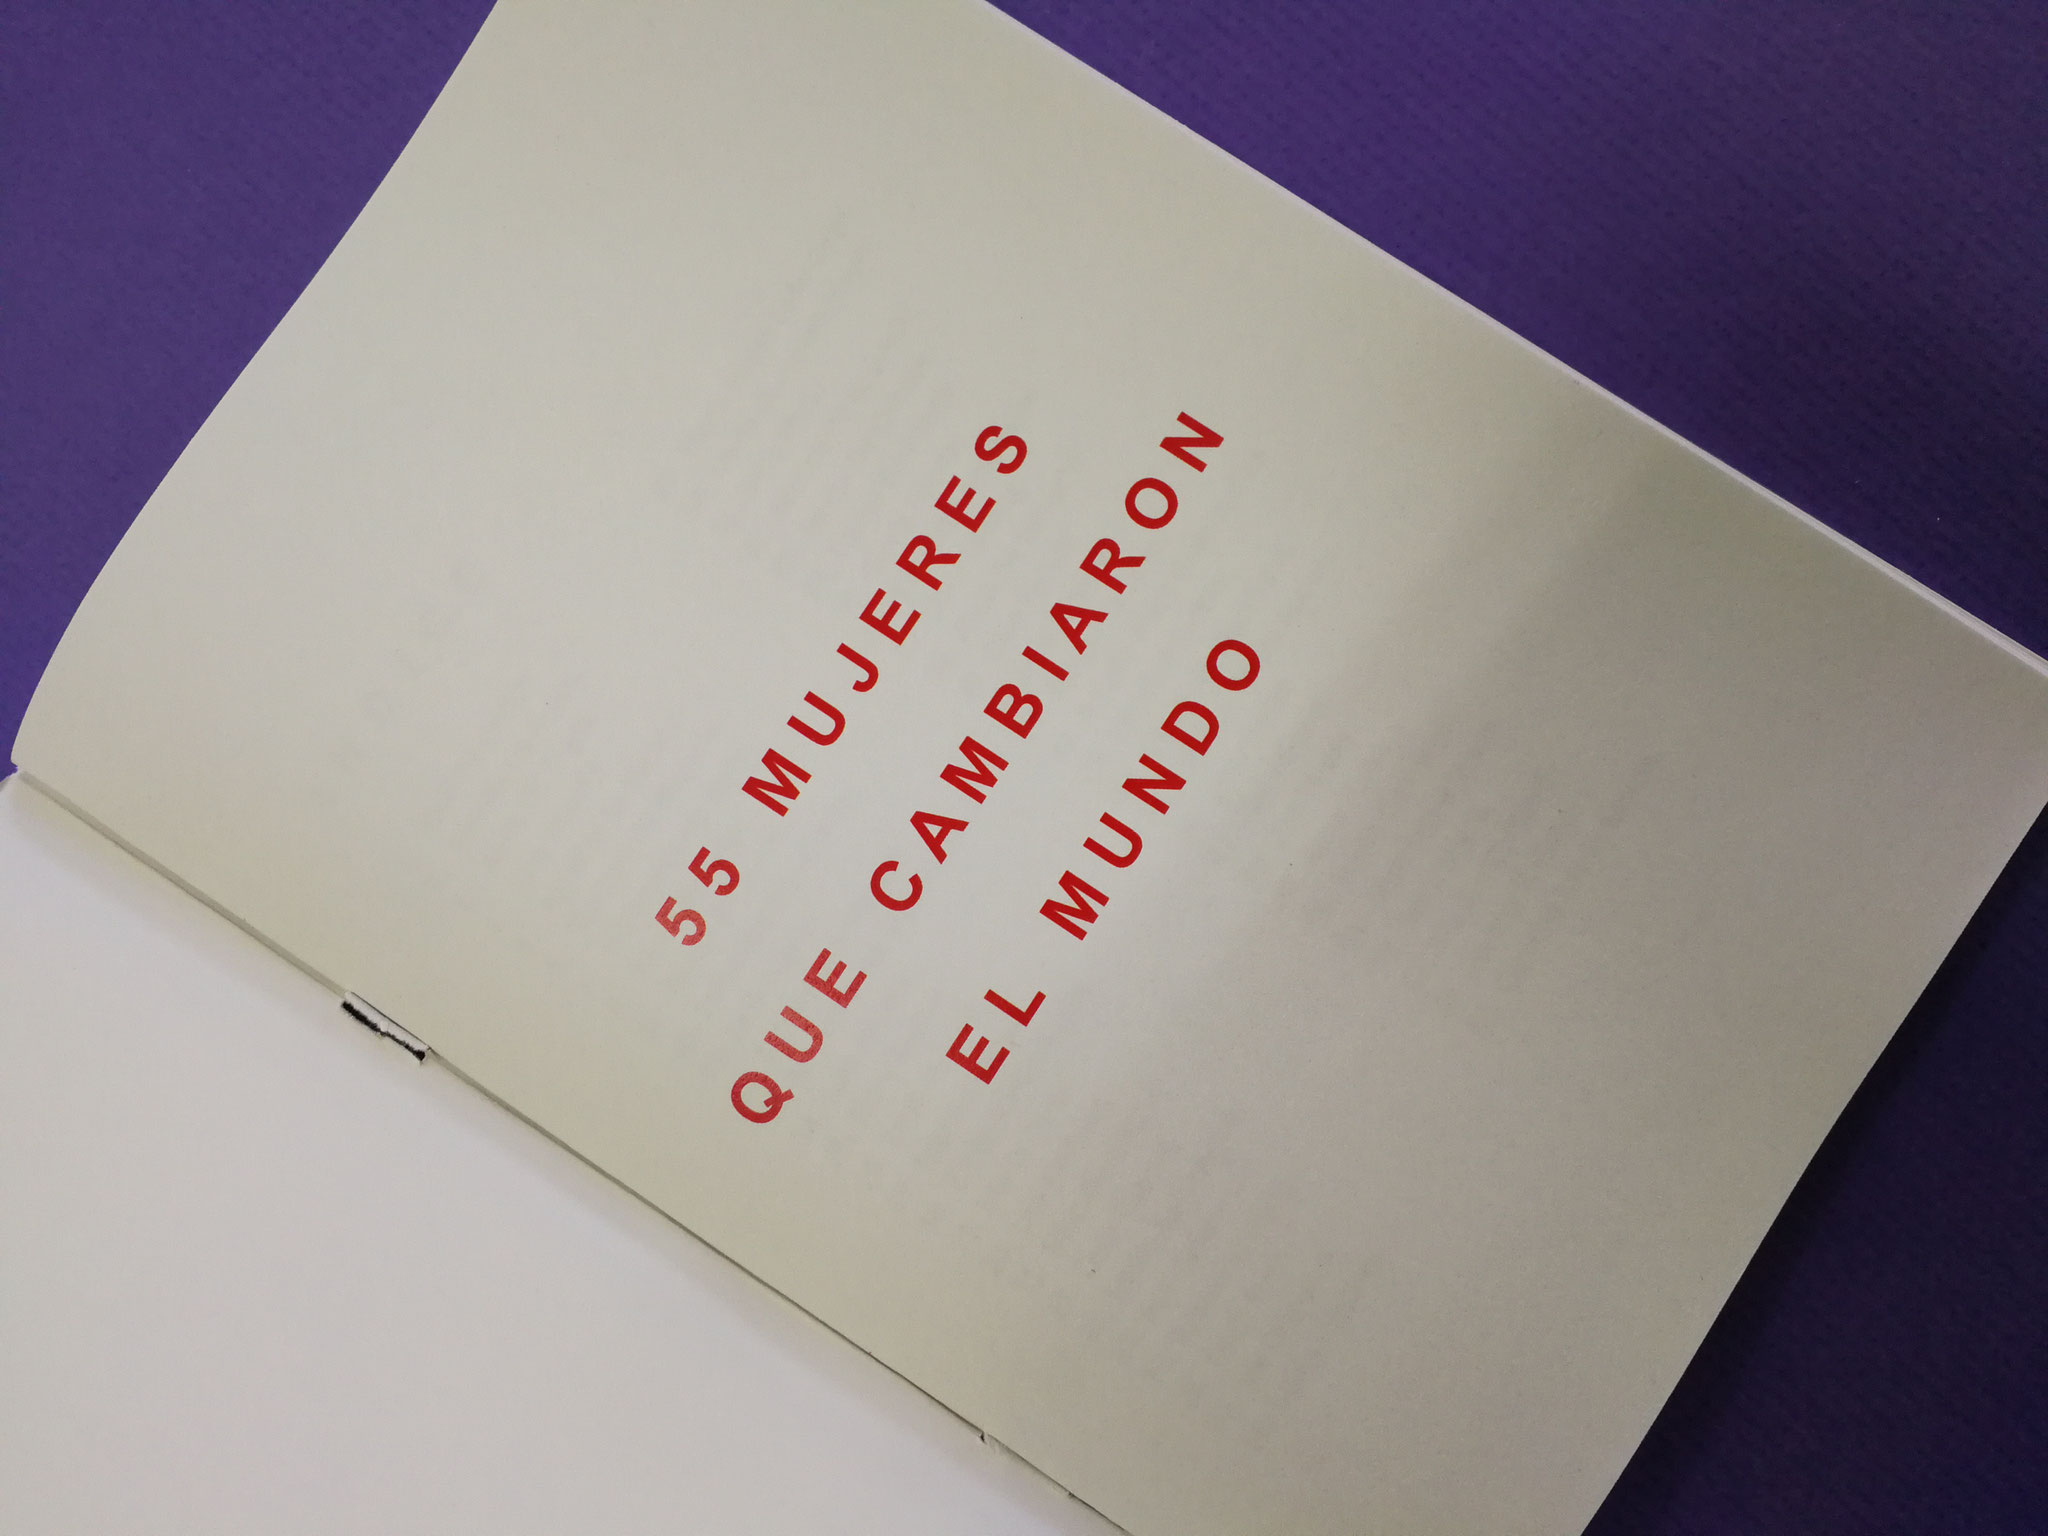 55 MUJERES
QUE CAMBIARON
EL MUNDO